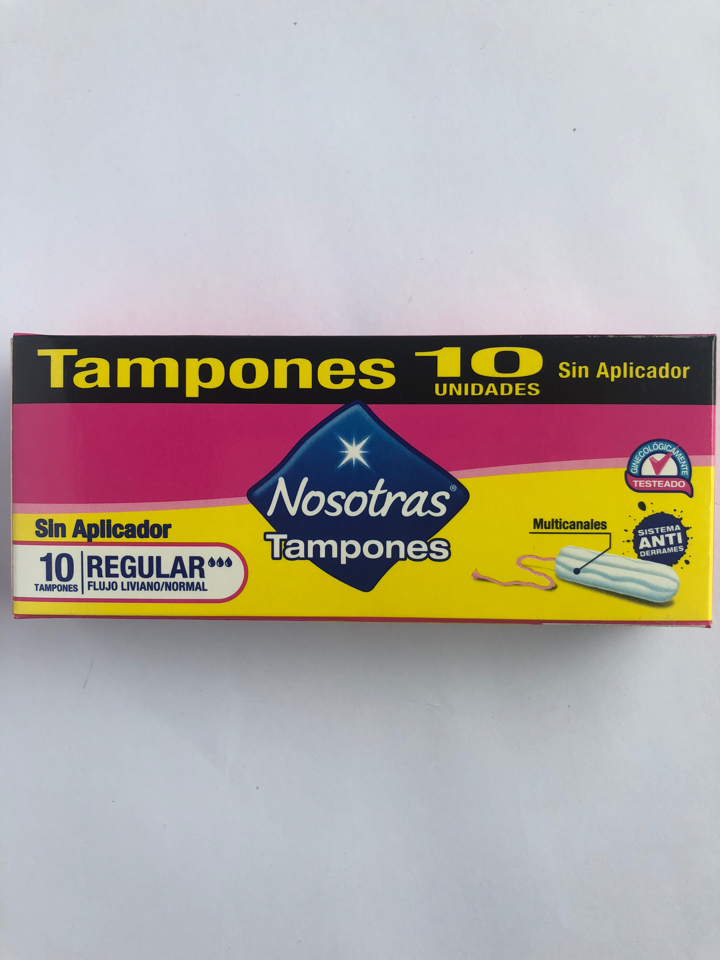 Tampones 10 UNIDADES Sin Aplicador
GINECOLÓGICAMENTE
TESTEADO
Nosotras®
Tampones
Sin Aplicador
10 TAMPONES
REGULAR
FLUJO LIVIANO/NORMAL
Multicanales
SISTEMA
ANTI
DERRAMES